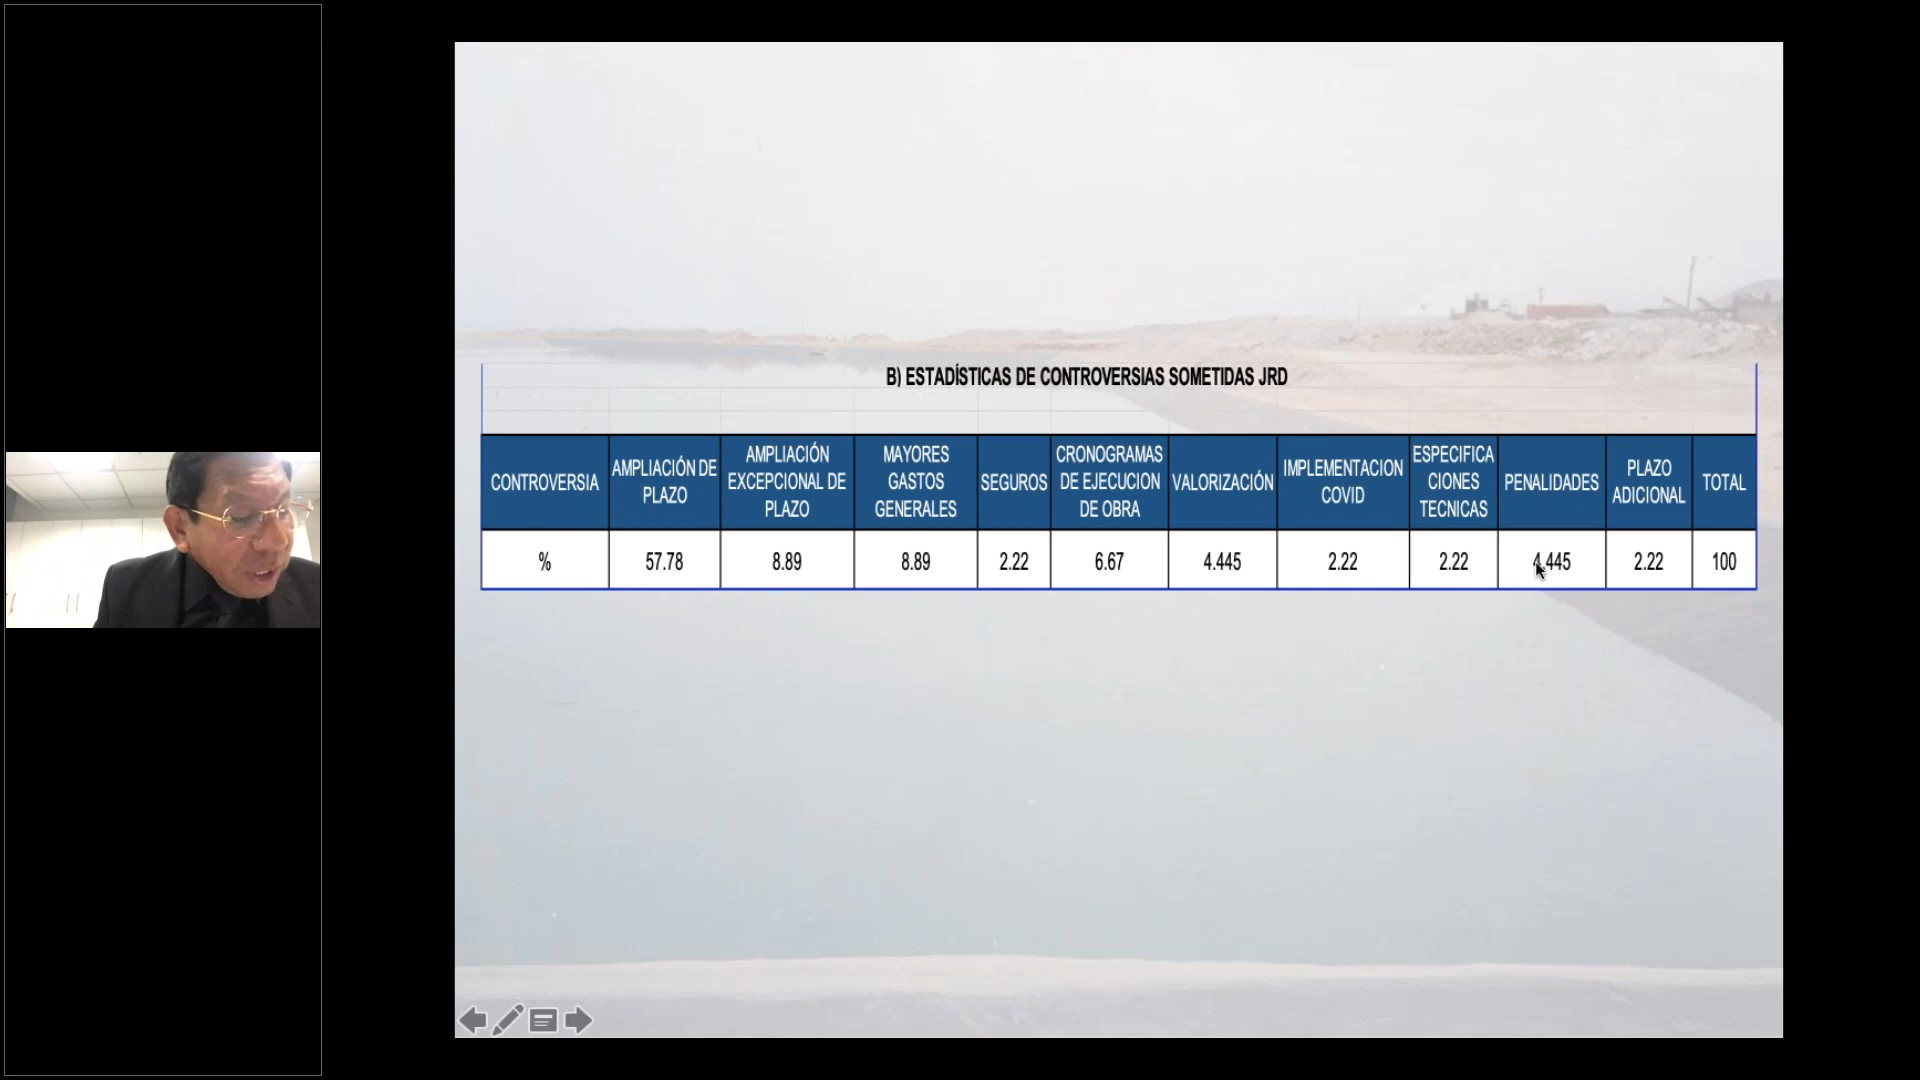 B) ESTADÍSTICAS DE CONTROVERSIAS SOMETIDAS JRD
CONTROVERSIA
AMPLIACIÓN DE
PLAZO
AMPLIACIÓN
EXCEPCIONAL DE
PLAZO
MAYORES
GASTOS
GENERALES
SEGUROS
CRONOGRAMAS
DE EJECUCION
DE OBRA
VALORIZACIÓN
IMPLEMENTACION
COVID
ESPECIFICA
CIONES
TECNICAS
PENALIDADES
PLAZO
ADICIONAL
TOTAL
% 57.78 8.89 8.89 2.22 6.67 4.445 2.22 2.22 4.445 2.22 100